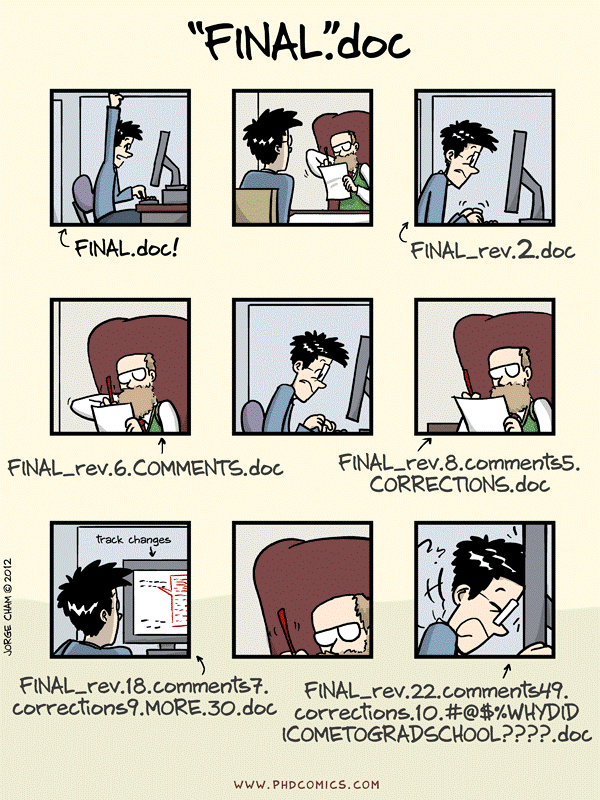 "FINAL".doc
FINAL.doc!
FINAL_rev.2.doc
FINAL_rev.6.COMMENTS.doc
FINAL_rev.8.comments5.
CORRECTIONS.doc
track changes
FINAL_rev.18.comments7.
corrections9.MORE.30.doc
FINAL_rev.22.comments49.
corrections.10.#@$%WHYDID
ICOMETOGRADSCHOOL????.doc
JORGE CHAM © 2012
WWW.PHDCOMICS.COM